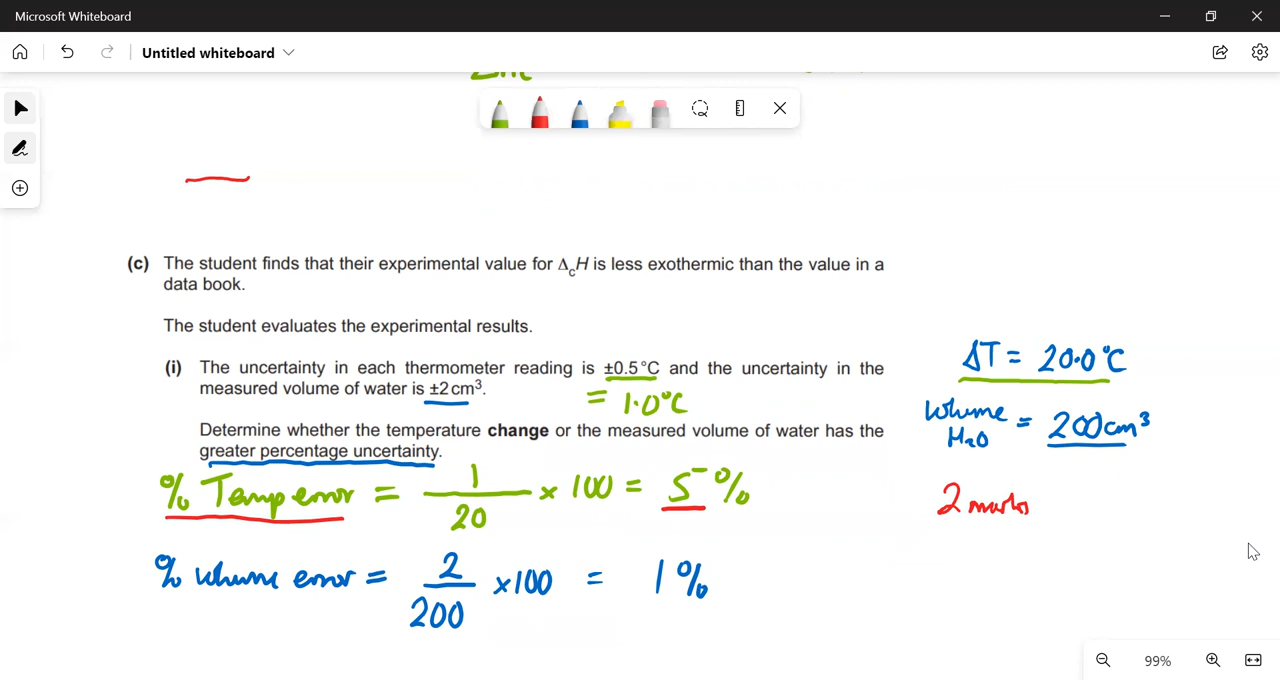 Microsoft Whiteboard
Untitled whiteboard
(c) The student finds that their experimental value for ΔcH is less exothermic than the value in a
data book.
The student evaluates the experimental results.
(i) The uncertainty in each thermometer reading is ±0.5°C and the uncertainty in the
measured volume of water is ±2 cm³.
= 1.0°C
Determine whether the temperature change or the measured volume of water has the
greater percentage uncertainty.
% Temp error = 1/20 × 100 = 5%
% volume error = 2/200 × 100 = 1%
ΔT = 20.0°C
Volume H₂O = 200cm³
2 marks
99%